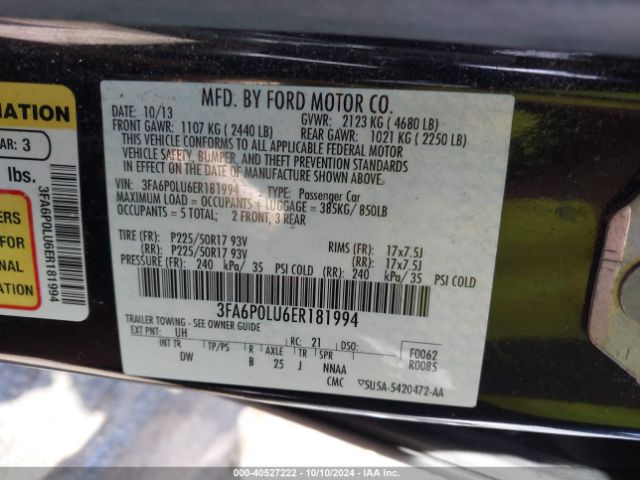 MATION
AR: 3
lbs.
3FA6P0LU6ER181994
ERS
FOR
NAL
MFD. BY FORD MOTOR CO.
DATE: 10/13
GVWR: 2123 KG ( 4680 LB)
FRONT GAWR: 1107 KG ( 2440 LB)
REAR GAWR: 1021 KG ( 2250 LB)
THIS VEHICLE CONFORMS TO ALL APPLICABLE FEDERAL MOTOR
VEHICLE SAFETY, BUMPER, AND THEFT PREVENTION STANDARDS
IN EFFECT ON THE DATE OF MANUFACTURE SHOWN ABOVE.
VIN: 3FA6P0LU6ER181994 TYPE: Passenger Car
MAXIMUM LOAD = OCCUPANTS + LUGGAGE = 385KG/ 850LB
OCCUPANTS = 5 TOTAL; 2 FRONT, 3 REAR
TIRE (FR): P225/50R17 93V RIMS (FR): 17x7.5J
(RR): P225/50R17 93V (RR): 17x7.5J
PRESSURE (FR): 240 kPa/ 35 PSI COLD (RR): 240 kPa/ 35 PSI COLD
3FA6P0LU6ER181994
TRAILER TOWING - SEE OWNER GUIDE
EXT PNT: UH RC: 21 DSO: F0062
INT TR TP/PS R AXLE TR SPR R0085
DW B 25 J NNAA
CMC ▽5U5A-5420472-AA
000-40527222 - 10/10/2024 - IAA Inc.